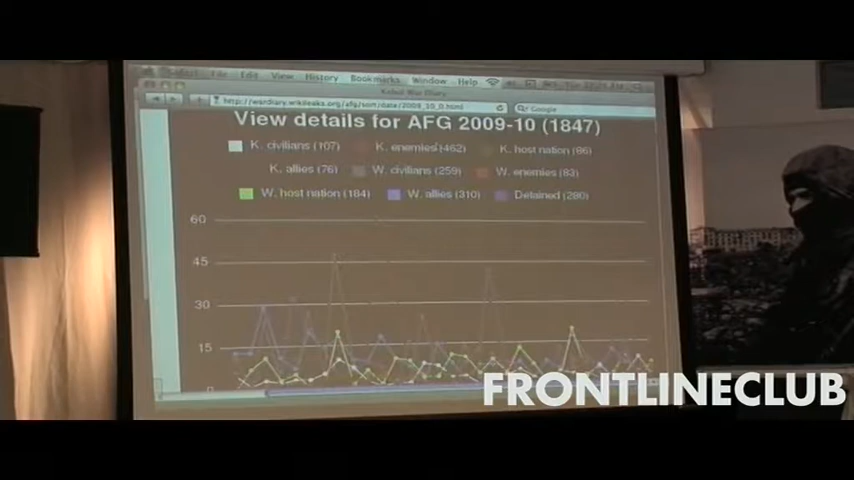 File Edit View History Bookmarks Window Help
Kabul War Diary
http://wardiary.wikileaks.org/afg/sort/date/2009_10_0.html Google
View details for AFG 2009-10 (1847)
K. civilians (107) K. enemies (462) K. host nation (86)
K. allies (76) W. civilians (259) W. enemies (83)
W. host nation (184) W. allies (310) Detained (280)
60
45
30
15
0
FRONTLINECLUB